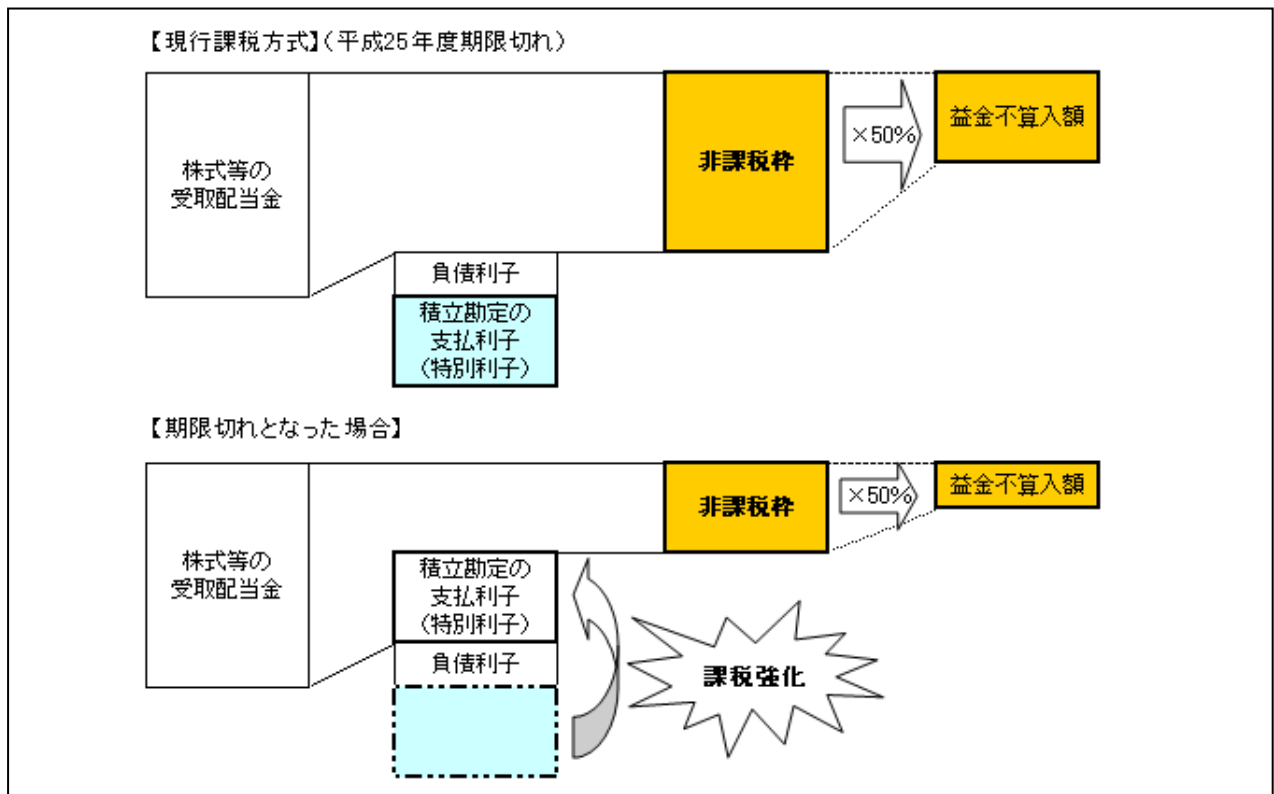 【現行課税方式】(平成25年度期限切れ)
株式等の
受取配当金
負債利子
積立勘定の
支払利子
(特別利子)
非課税枠
×50%
益金不算入額
【期限切れとなった場合】
株式等の
受取配当金
積立勘定の
支払利子
(特別利子)
負債利子
非課税枠
×50%
益金不算入額
課税強化